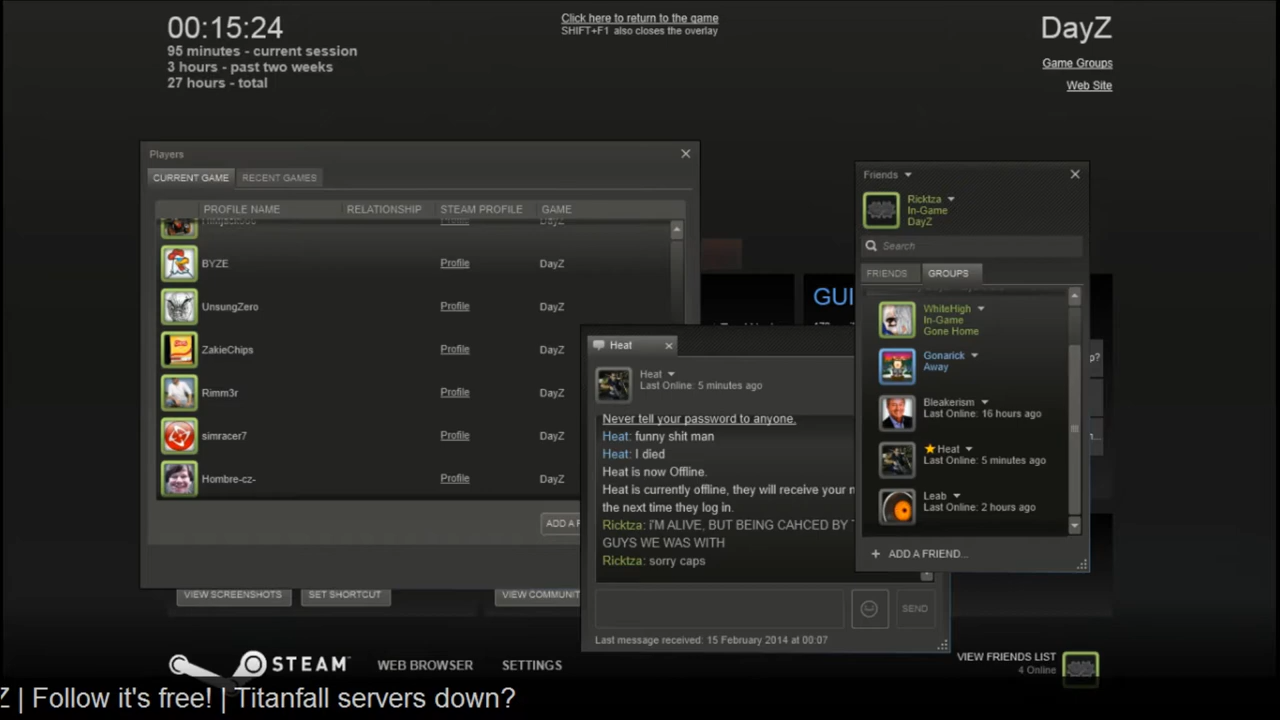 00:15:24
95 minutes - current session
3 hours - past two weeks
27 hours - total
Click here to return to the game
SHIFT+F1 also closes the overlay
DayZ
Game Groups
Web Site
Players
CURRENT GAME
RECENT GAMES
PROFILE NAME RELATIONSHIP STEAM PROFILE GAME
Profile DayZ
BYZE Profile DayZ
UnsungZero Profile DayZ
ZakieChips Profile DayZ
Rimm3r Profile DayZ
simracer7 Profile DayZ
Hombre-cz- Profile DayZ
ADD A F
VIEW SCREENSHOTS
SET SHORTCUT
VIEW COMMUN
GUI
Heat
Heat
Last Online: 5 minutes ago
Never tell your password to anyone.
Heat: funny shit man
Heat: I died
Heat is now Offline.
Heat is currently offline, they will receive your
the next time they log in.
Ricktza: i'M ALIVE, BUT BEING CAHCED BY
GUYS WE WAS WITH
Ricktza: sorry caps
SEND
Last message received: 15 February 2014 at 00:07
Friends
Ricktza
In-Game
DayZ
Search
FRIENDS
GROUPS
WhiteHigh
In-Game
Gone Home
Gonarick
Away
Bleakerism
Last Online: 16 hours ago
Heat
Last Online: 5 minutes ago
Leab
Last Online: 2 hours ago
+ ADD A FRIEND...
p?
STEAM
WEB BROWSER
SETTINGS
VIEW FRIENDS LIST
4 Online
Z | Follow it's free! | Titanfall servers down?